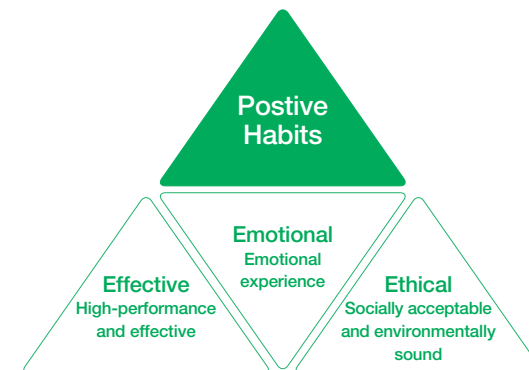 Postive
Habits
Emotional
Emotional
experience
Effective
High-performance
and effective
Ethical
Socially acceptable
and environmentally
sound